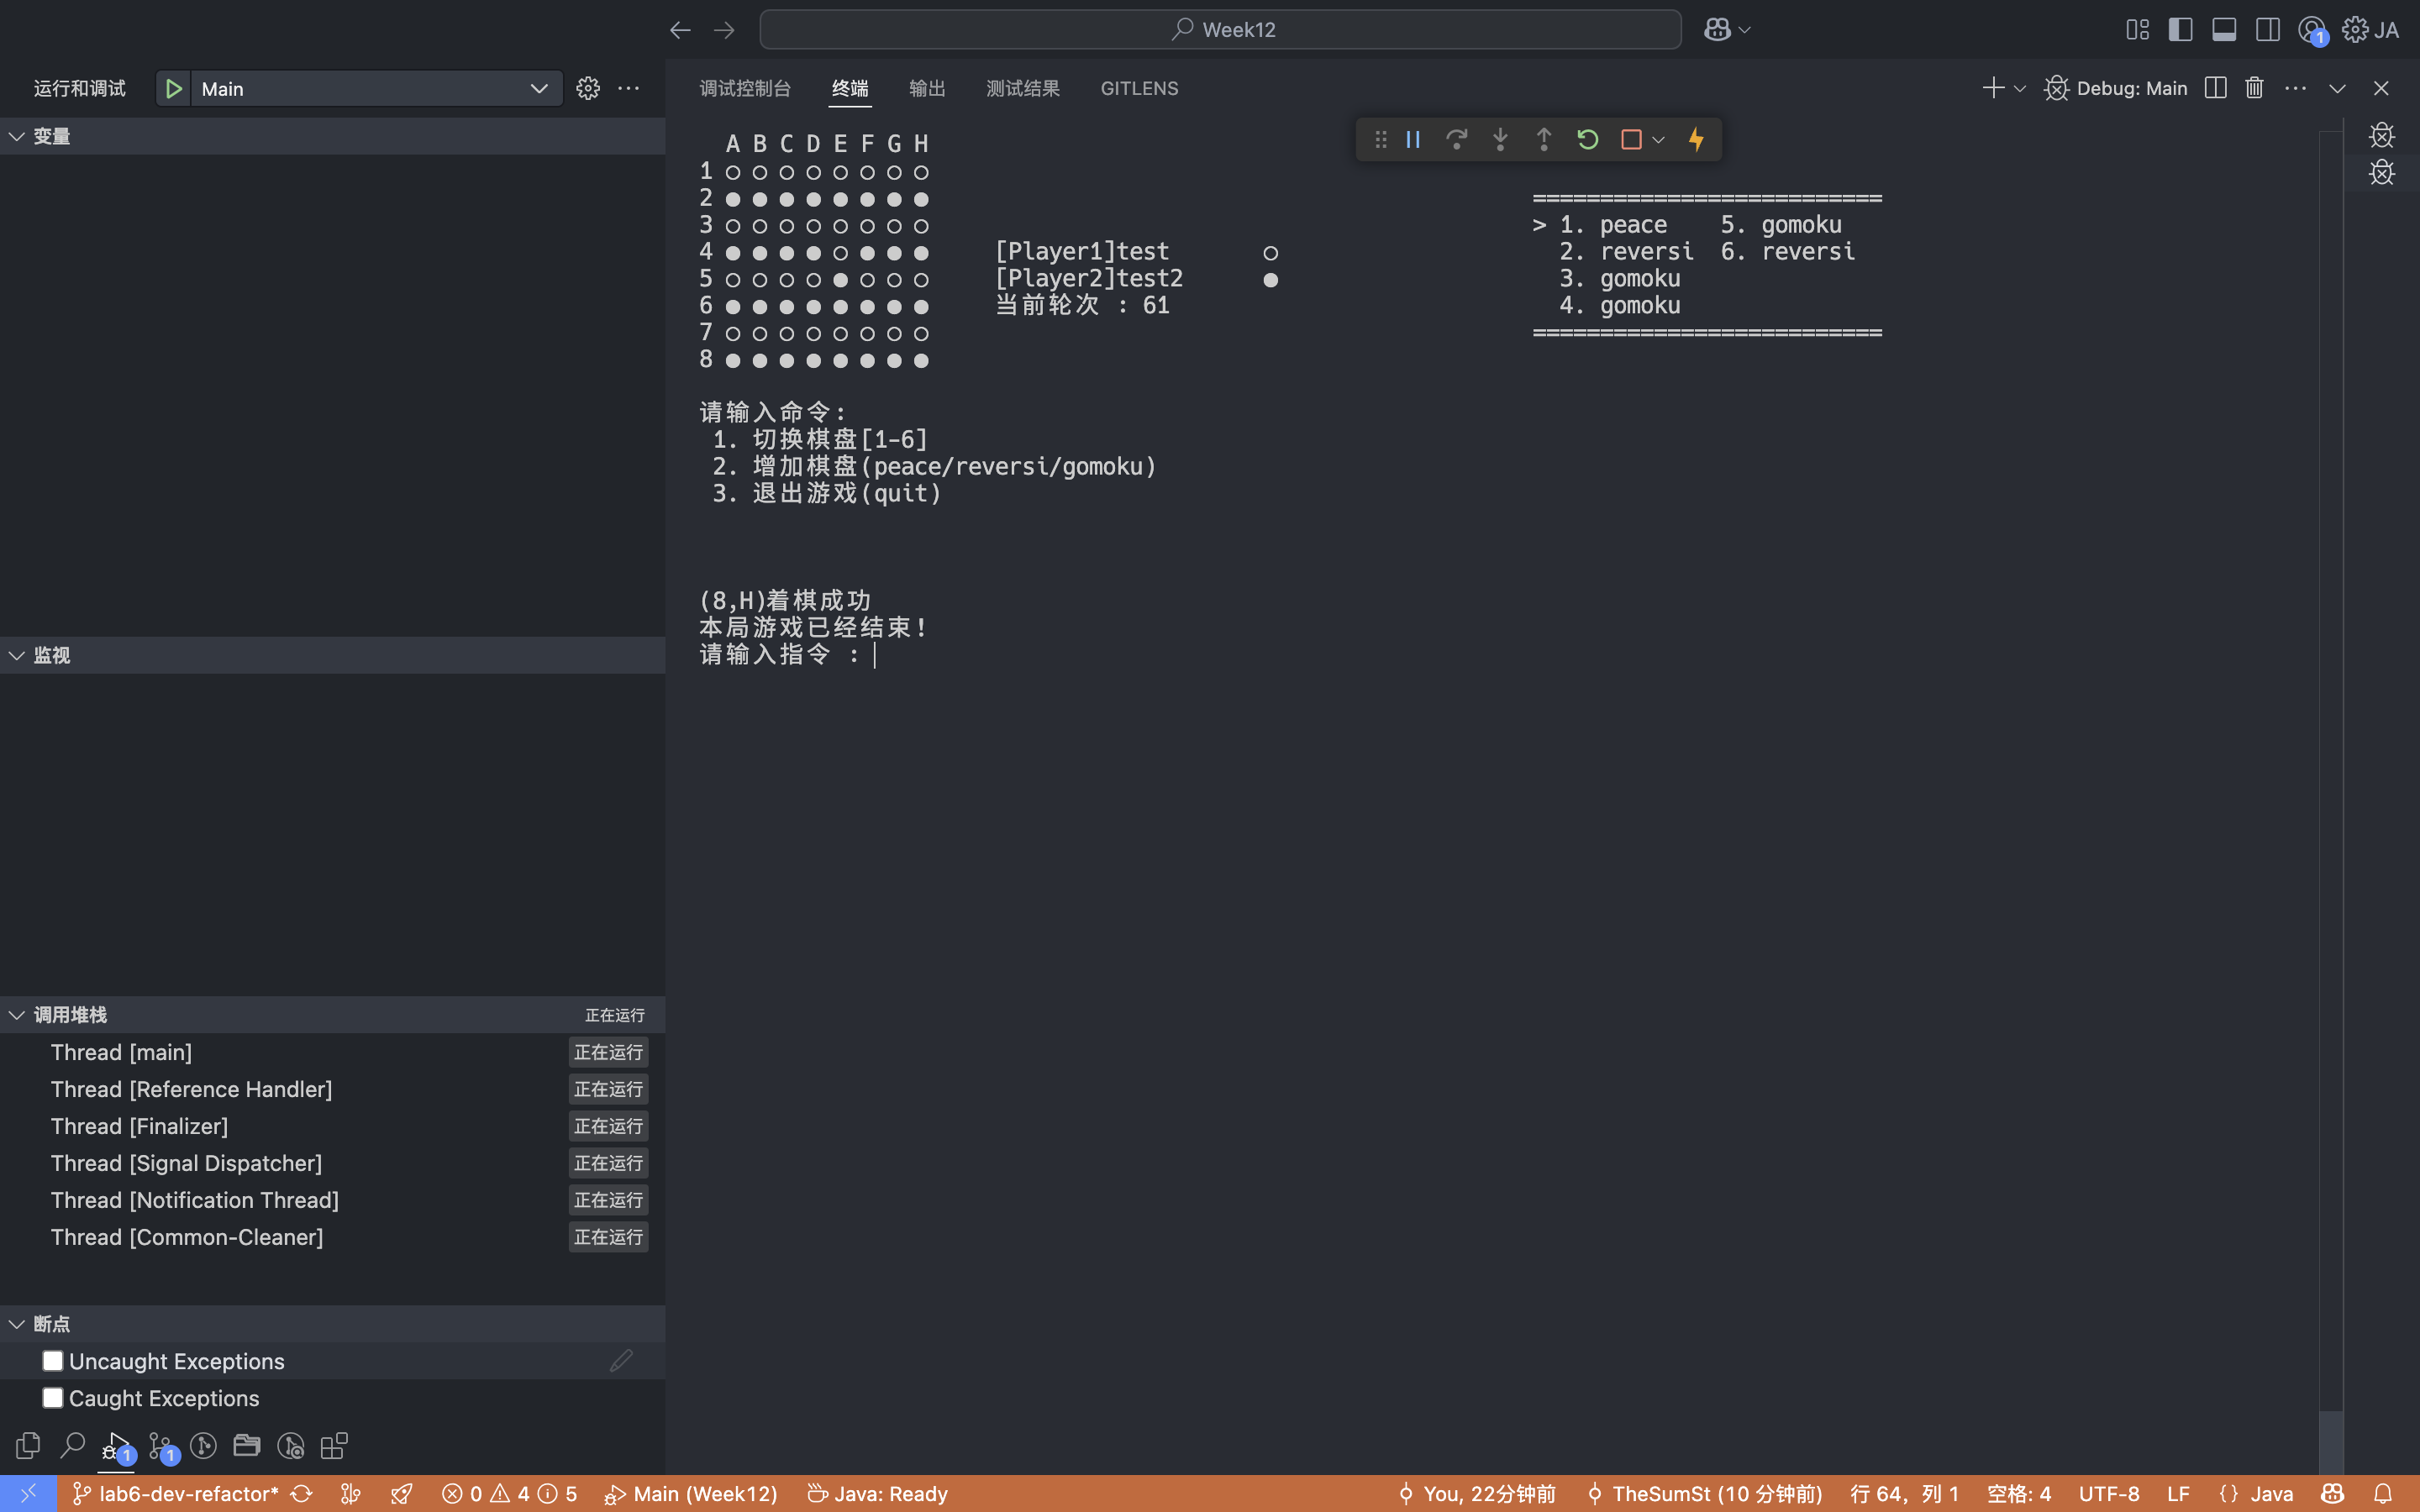 Week12
JA
运行和调试 Main
调试控制台 终端 输出 测试结果 GITLENS
Debug: Main
变量
监视
调用堆栈 正在运行
Thread [main] 正在运行
Thread [Reference Handler] 正在运行
Thread [Finalizer] 正在运行
Thread [Signal Dispatcher] 正在运行
Thread [Notification Thread] 正在运行
Thread [Common-Cleaner] 正在运行
断点
Uncaught Exceptions
Caught Exceptions
1 1
A B C D E F G H
1 ○ ○ ○ ○ ○ ○ ○ ○
2 ● ● ● ● ● ● ● ●
3 ○ ○ ○ ○ ○ ○ ○ ○
4 ● ● ● ● ○ ● ● ● [Player1]test ○
5 ○ ○ ○ ○ ● ○ ○ ○ [Player2]test2 ●
6 ● ● ● ● ● ● ● ● 当前轮次 : 61
7 ○ ○ ○ ○ ○ ○ ○ ○
8 ● ● ● ● ● ● ● ●
==========================
> 1. peace 5. gomoku
2. reversi 6. reversi
3. gomoku
4. gomoku
==========================
请输入命令:
1. 切换棋盘[1-6]
2. 增加棋盘(peace/reversi/gomoku)
3. 退出游戏(quit)
(8,H)着棋成功
本局游戏已经结束!
请输入指令 :
lab6-dev-refactor* 0 4 5 Main (Week12) Java: Ready You, 22分钟前 TheSumSt (10 分钟前) 行 64，列 1 空格: 4 UTF-8 LF {} Java